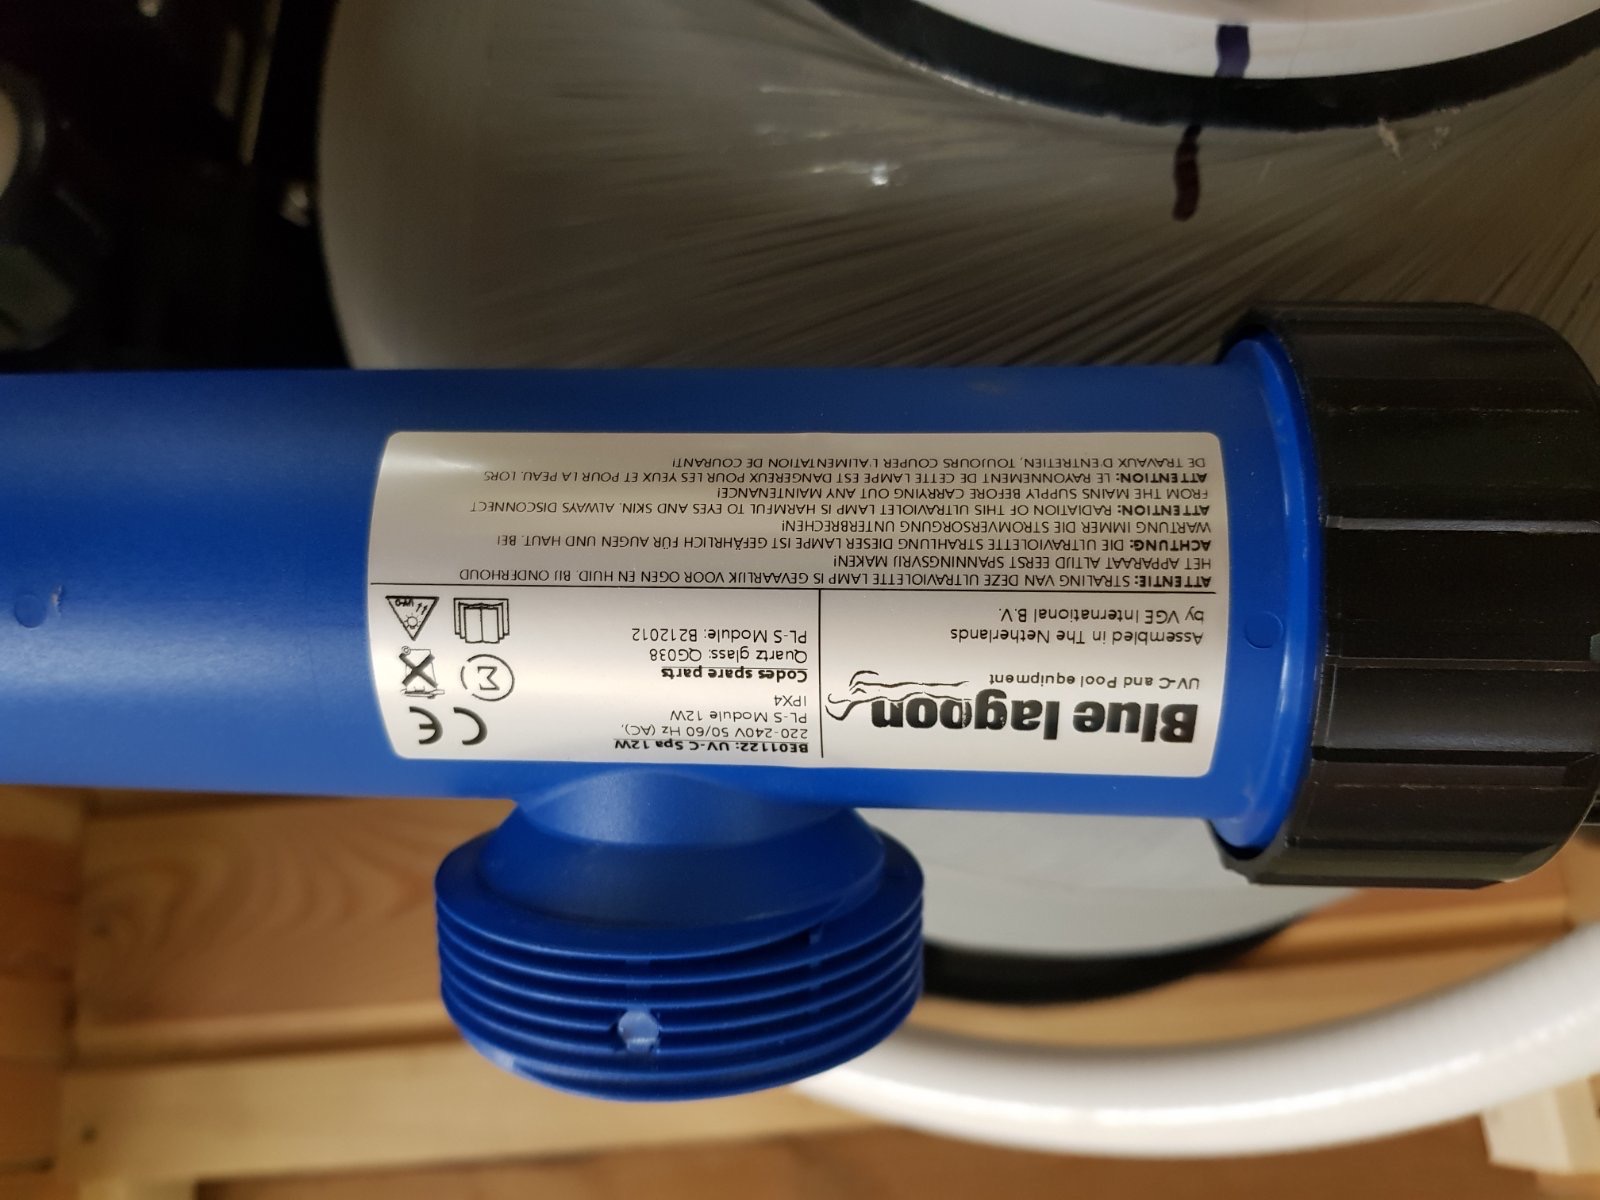 Blue lagoon
UV-C and Pool equipment
Assembled in The Netherlands
by VGE International B.V.
BE01122: UV-C Spa 12W
220-240V 50/60 Hz (AC),
PL-S Module 12W
IPX4
Codes spare parts
Quartz glass: QG038
PL-S Module: B212012
CE
ATTENTIE: STRALING VAN DEZE ULTRAVIOLETTE LAMP IS GEVAARLIJK VOOR OGEN EN HUID. BIJ ONDERHOUD
HET APPARAAT ALTIJD EERST SPANNINGSVRIJ MAKEN!
ACHTUNG: DIE ULTRAVIOLETTE STRAHLUNG DIESER LAMPE IST GEFÄHRLICH FÜR AUGEN UND HAUT. BEI
WARTUNG IMMER DIE STROMVERSORGUNG UNTERBRECHEN!
ATTENTION: RADIATION OF THIS ULTRAVIOLET LAMP IS HARMFUL TO EYES AND SKIN, ALWAYS DISCONNECT
FROM THE MAINS SUPPLY BEFORE CARRYING OUT ANY MAINTENANCE!
ATTENTION: LE RAYONNEMENT DE CETTE LAMPE EST DANGEREUX POUR LES YEUX ET POUR LA PEAU. LORS
DE TRAVAUX D'ENTRETIEN, TOUJOURS COUPER L'ALIMENTATION DE COURANT!